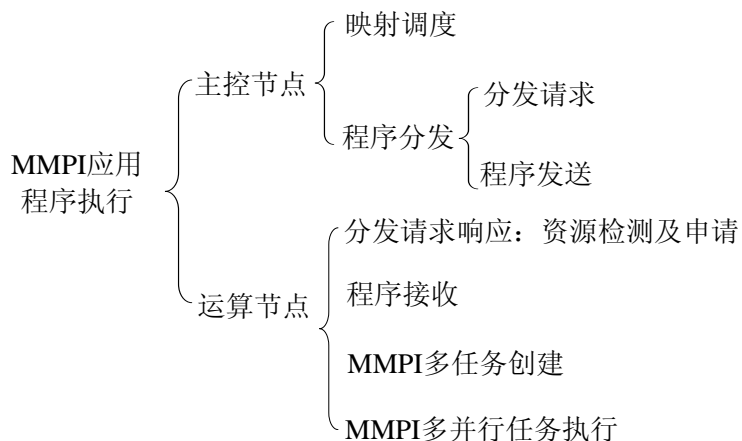 映射调度
主控节点
分发请求
程序分发
程序发送
MMPI应用
程序执行
分发请求响应：资源检测及申请
程序接收
运算节点
MMPI多任务创建
MMPI多并行任务执行